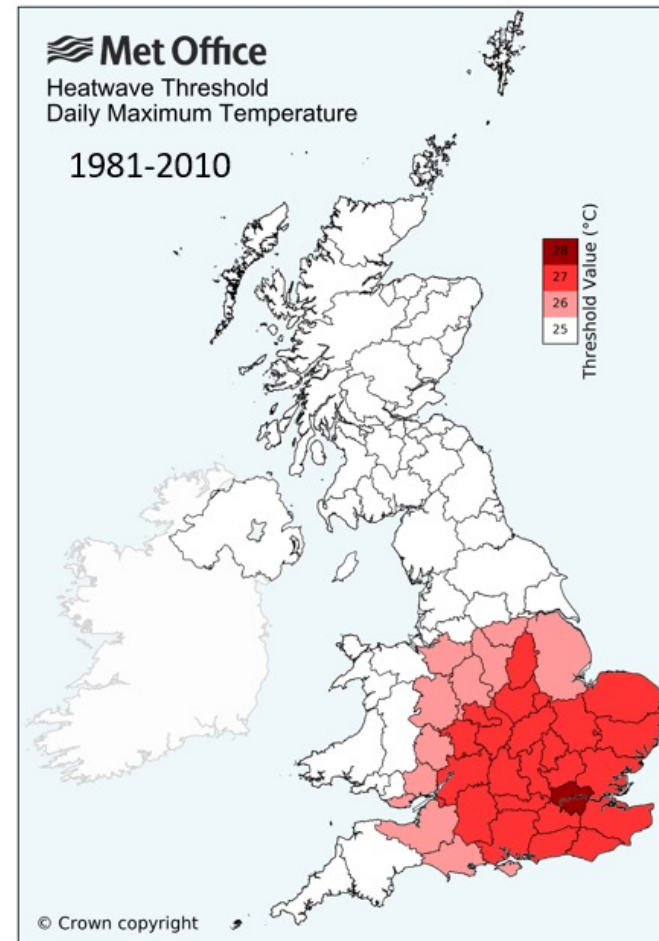 Met Office
Heatwave Threshold
Daily Maximum Temperature
1981-2010
28
27
26
25
Threshold Value (°C)
© Crown copyright